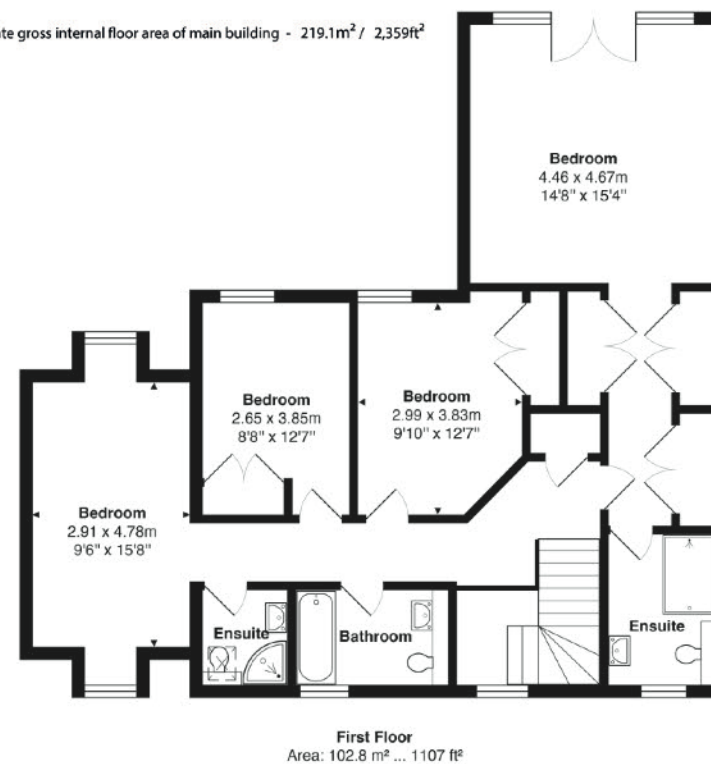 te gross internal floor area of main building - 219.1m² / 2,359ft²
Bedroom
4.46 x 4.67m
14'8" x 15'4"
Bedroom
2.65 x 3.85m
8'8" x 12'7"
Bedroom
2.99 x 3.83m
9'10" x 12'7"
Bedroom
2.91 x 4.78m
9'6" x 15'8"
Ensuite
Bathroom
Ensuite
First Floor
Area: 102.8 m² ... 1107 ft²